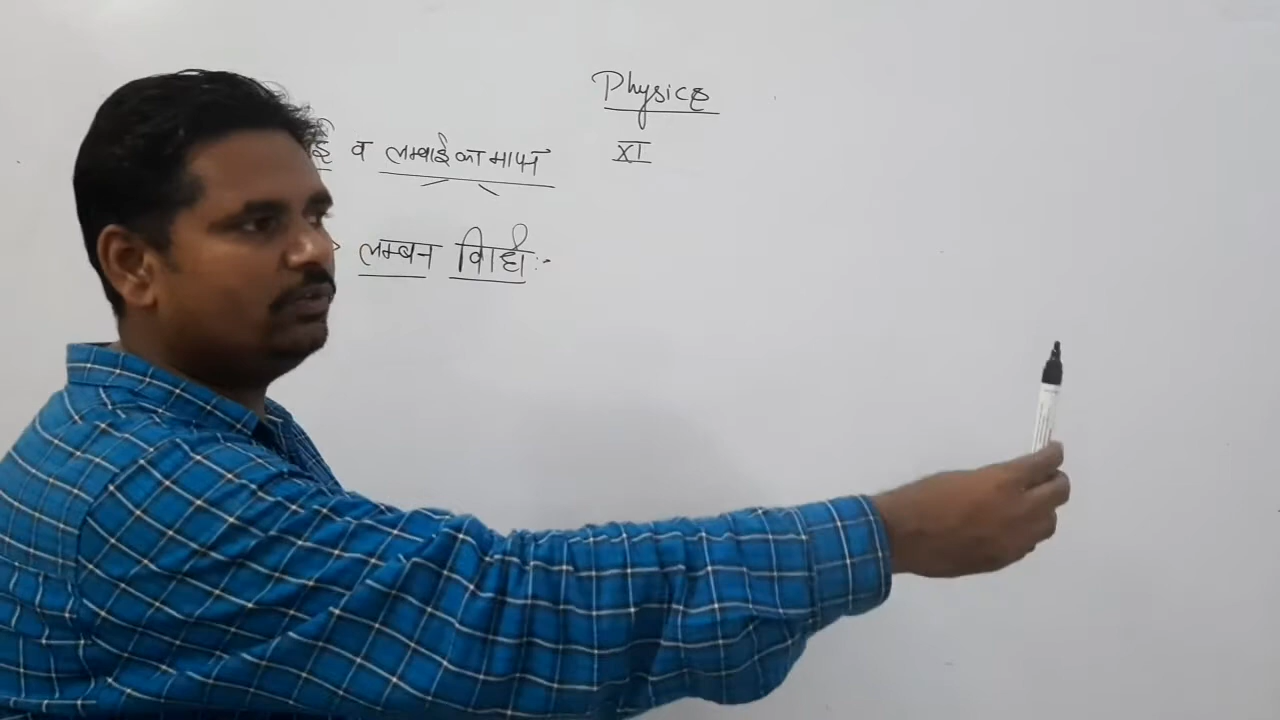 Physics
व लम्बाई का मापन
XI
लम्बन विधि :-